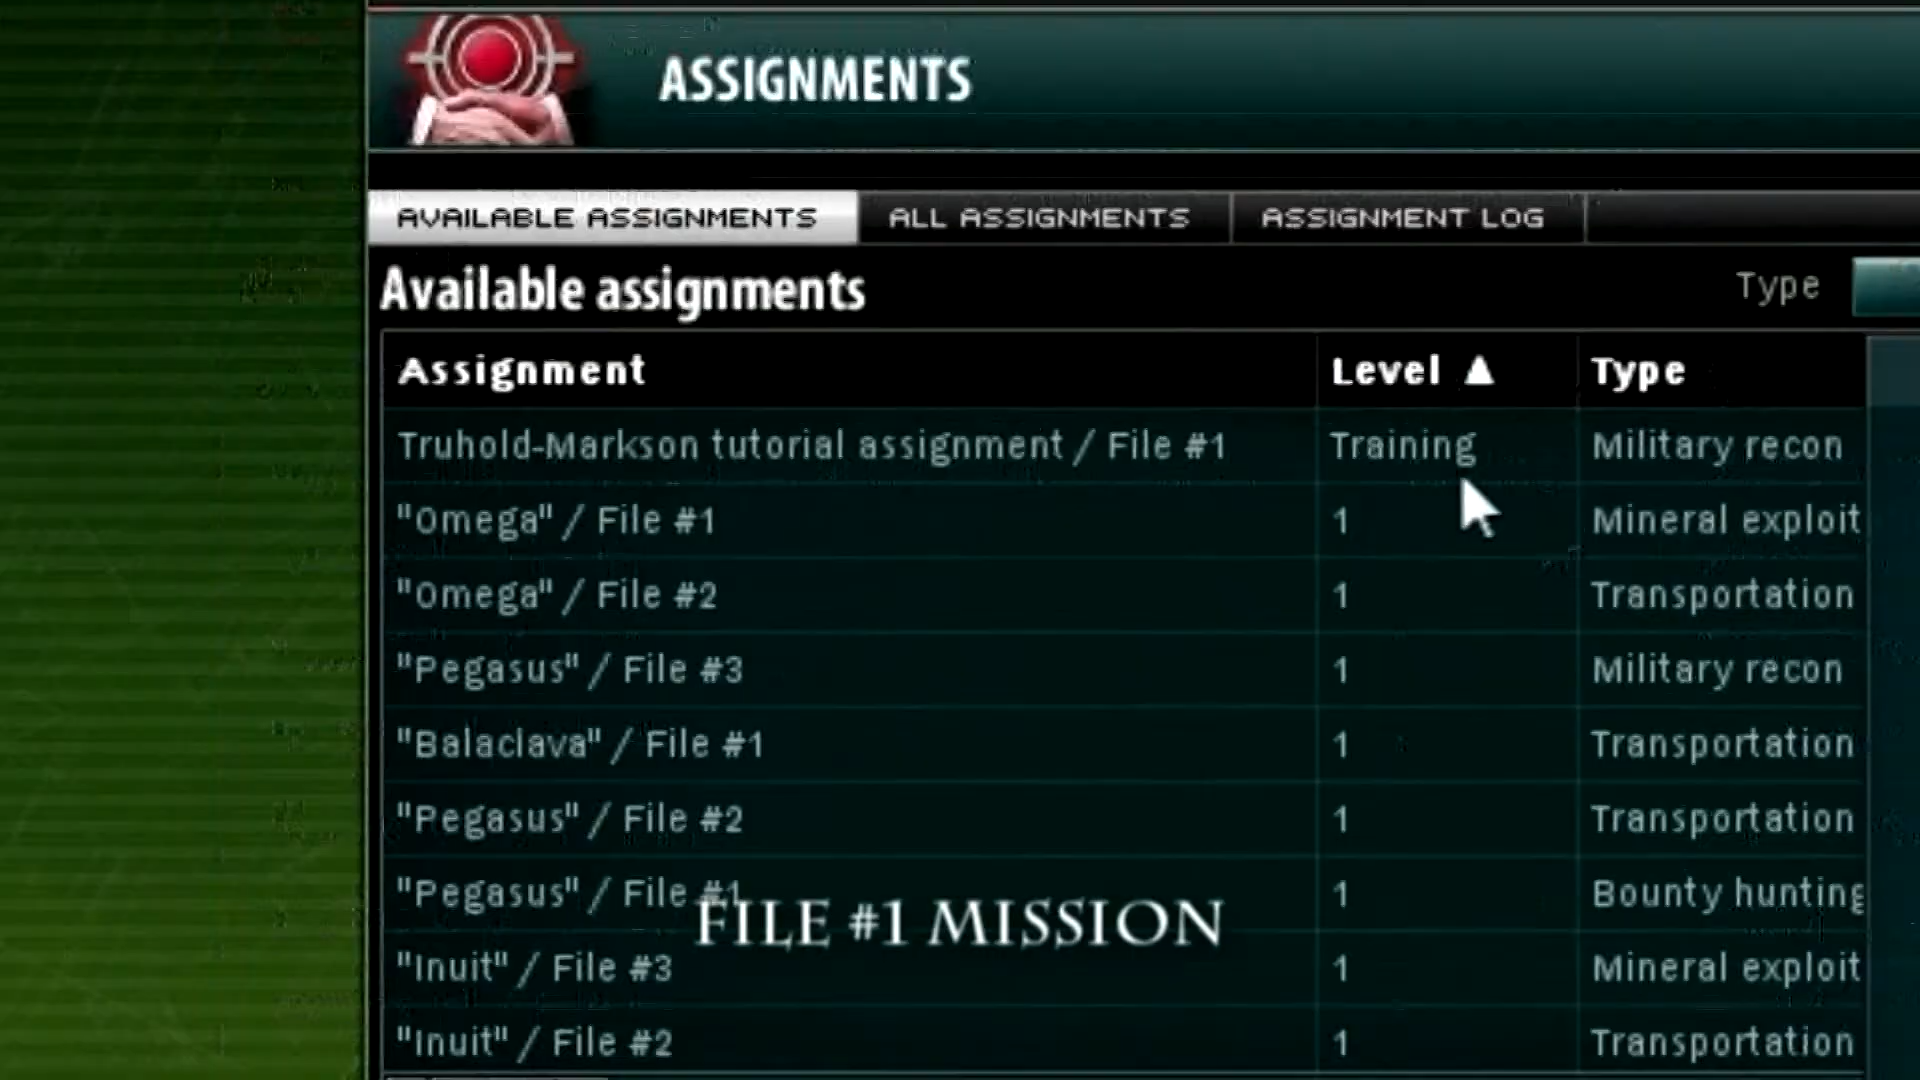 ASSIGNMENTS
AVAILABLE ASSIGNMENTS ALL ASSIGNMENTS ASSIGNMENT LOG
Available assignments Type
Assignment Level ▲ Type
Truhold-Markson tutorial assignment / File #1 Training Military recon
"Omega" / File #1 1 Mineral exploit
"Omega" / File #2 1 Transportation
"Pegasus" / File #3 1 Military recon
"Balaclava" / File #1 1 Transportation
"Pegasus" / File #2 1 Transportation
"Pegasus" / File #1 1 Bounty hunting
FILE #1 MISSION
"Inuit" / File #3 1 Mineral exploit
"Inuit" / File #2 1 Transportation